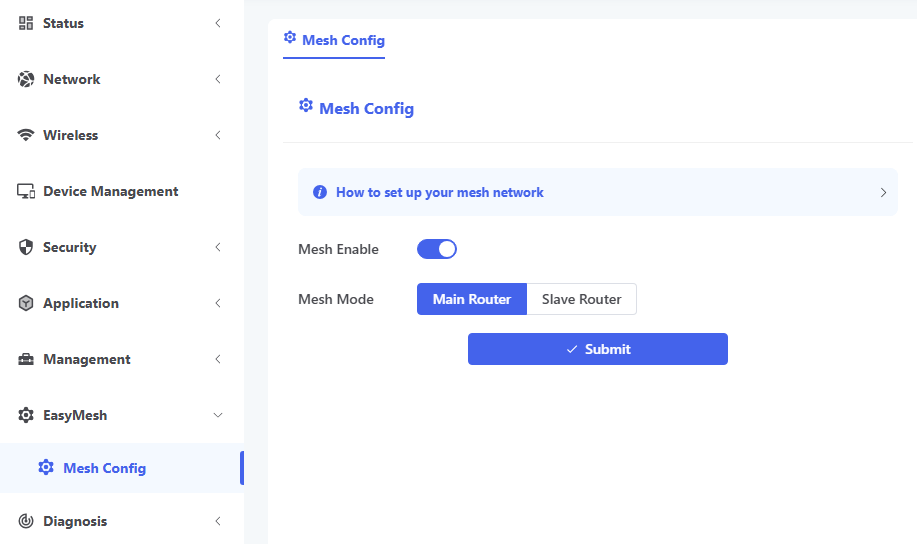 Status
Network
Wireless
Device Management
Security
Application
Management
EasyMesh
Mesh Config
Diagnosis
Mesh Config
Mesh Config
How to set up your mesh network
Mesh Enable
Mesh Mode Main Router Slave Router
Submit